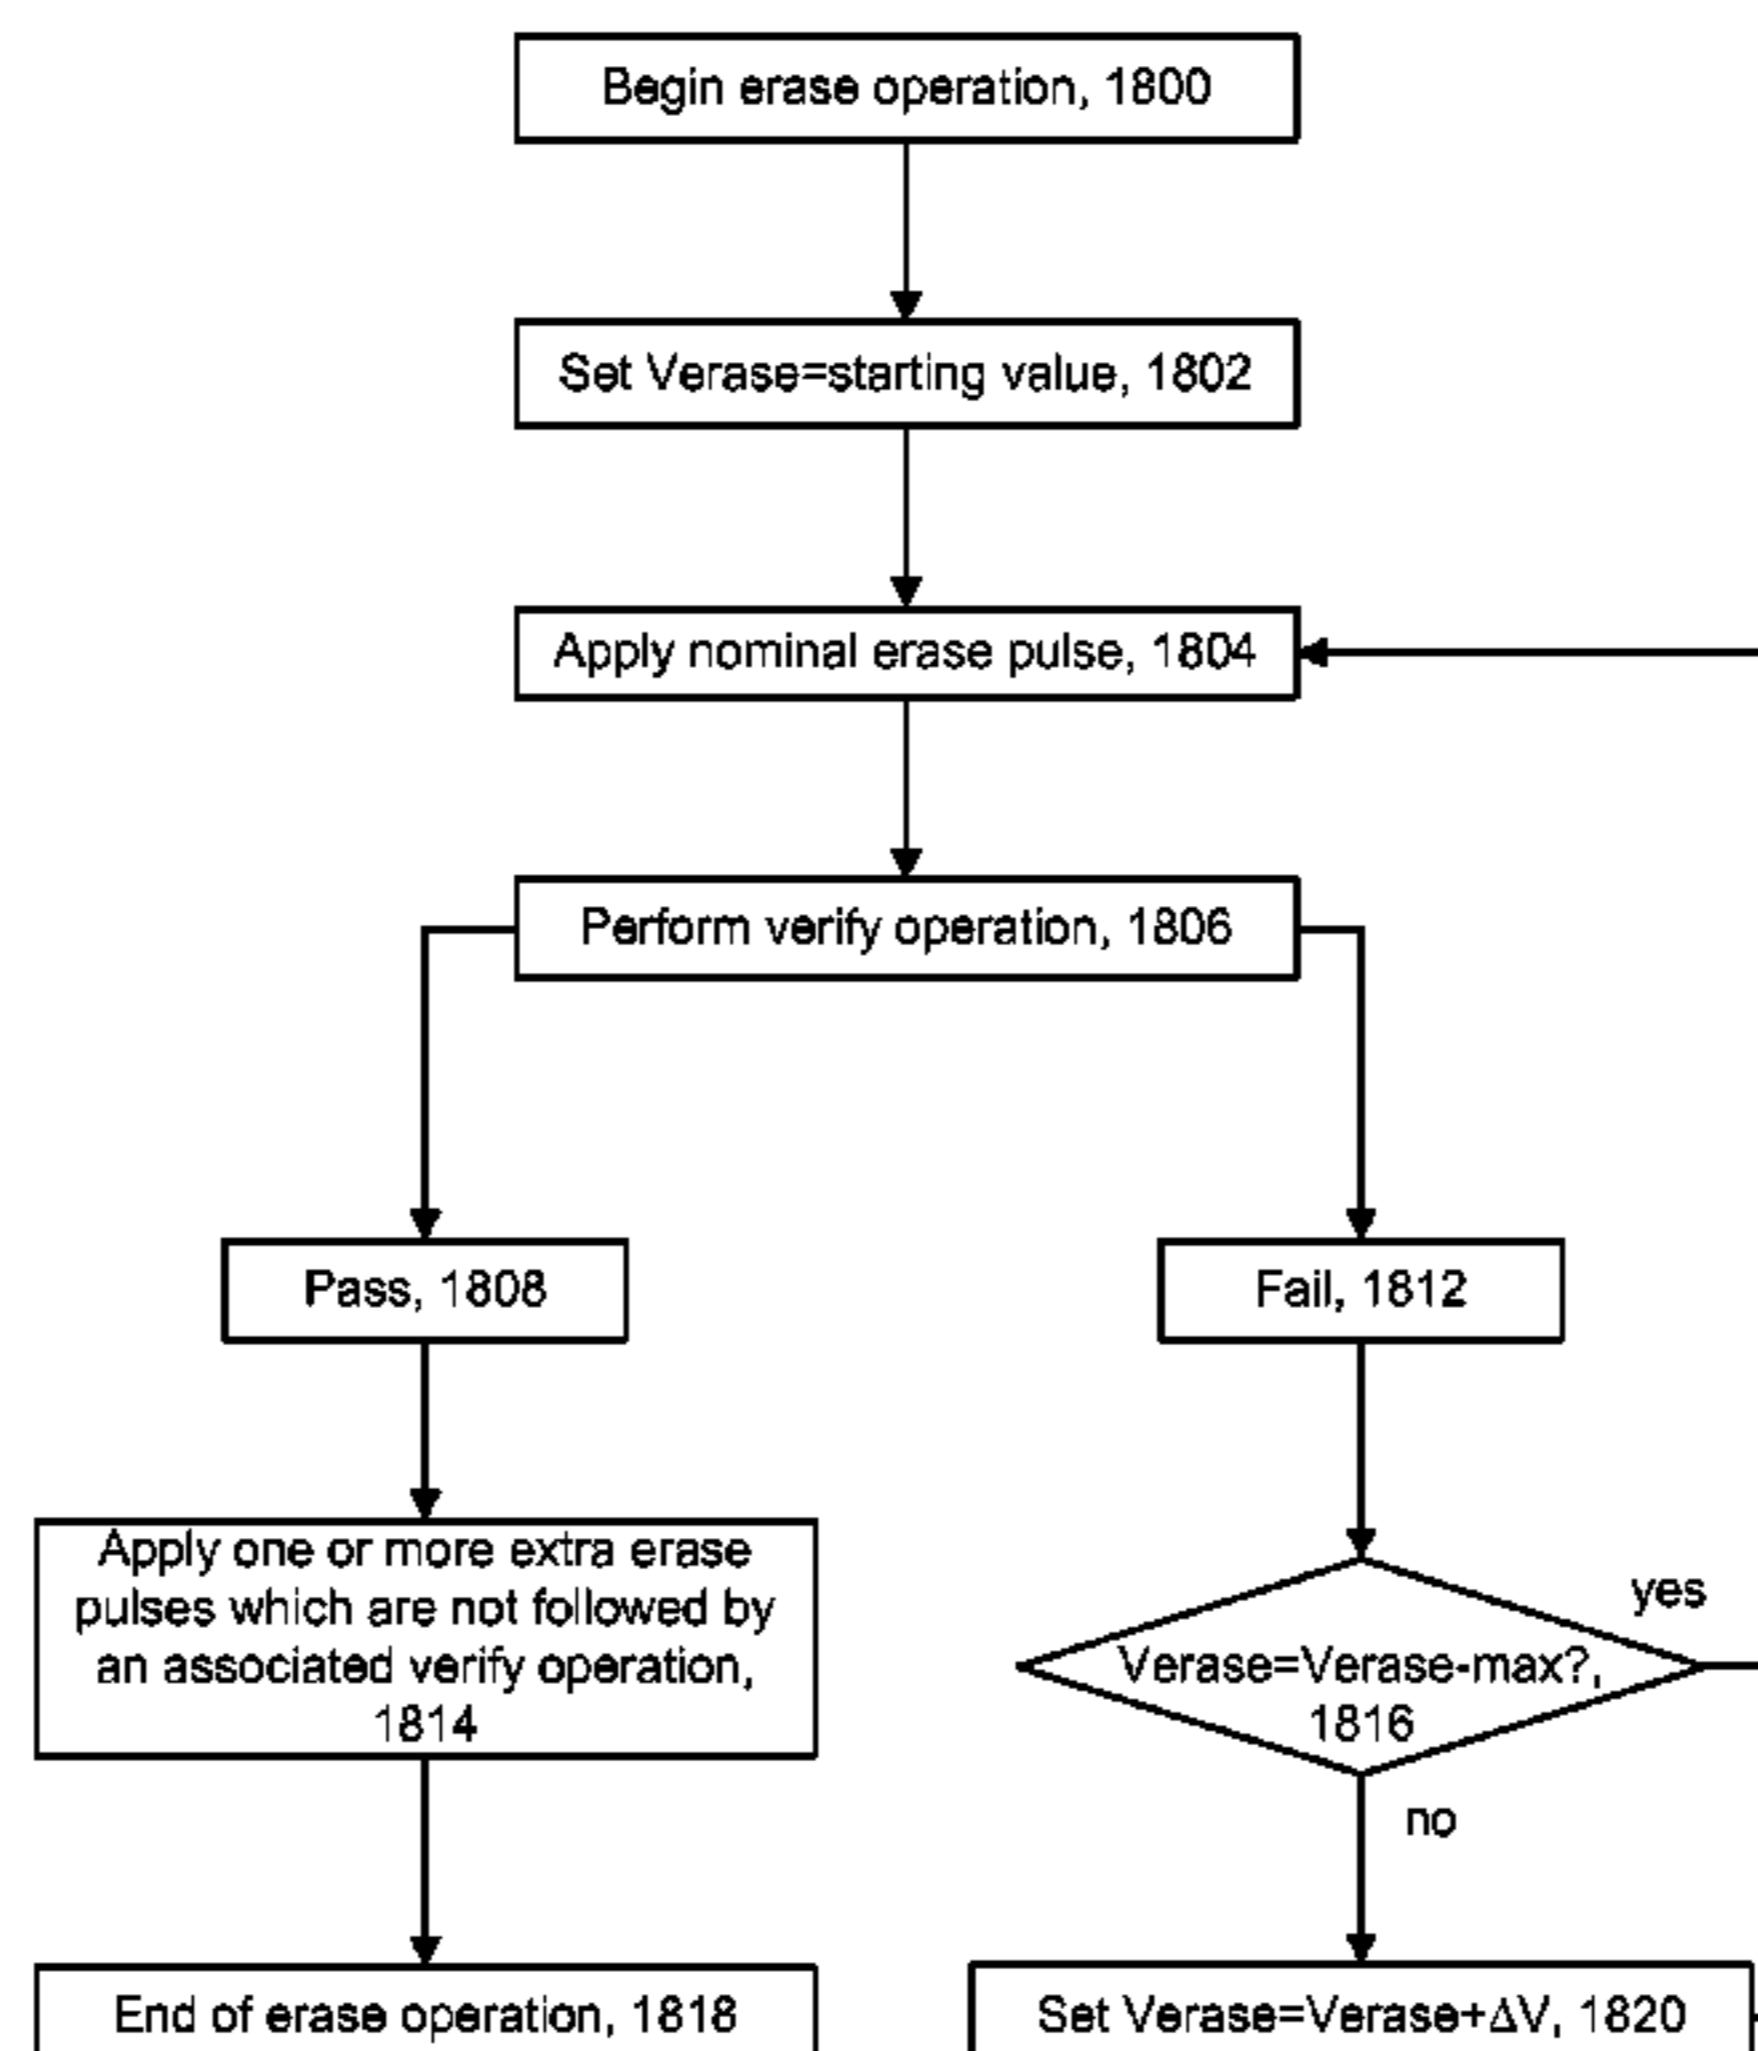 Begin erase operation, 1800
Set Verase=starting value, 1802
Apply nominal erase pulse, 1804
Perform verify operation, 1806
Pass, 1808
Fail, 1812
Apply one or more extra erase
pulses which are not followed by
an associated verify operation,
1814
yes
Verase=Verase-max?,
1816
no
End of erase operation, 1818
Set Verase=Verase+ΔV, 1820